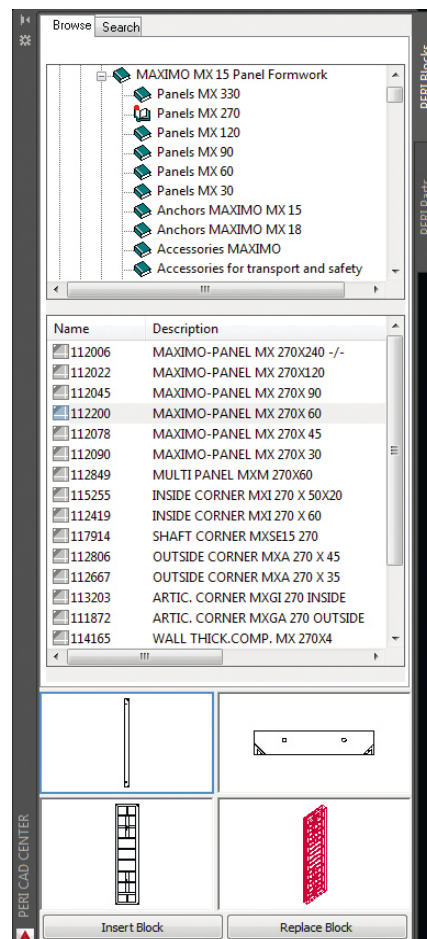 Browse Search
MAXIMO MX 15 Panel Formwork
Panels MX 330
Panels MX 270
Panels MX 120
Panels MX 90
Panels MX 60
Panels MX 30
Anchors MAXIMO MX 15
Anchors MAXIMO MX 18
Accessories MAXIMO
Accessories for transport and safety
Name Description
112006 MAXIMO-PANEL MX 270X240 -/-
112022 MAXIMO-PANEL MX 270X120
112045 MAXIMO-PANEL MX 270X 90
112200 MAXIMO-PANEL MX 270X 60
112078 MAXIMO-PANEL MX 270X 45
112090 MAXIMO-PANEL MX 270X 30
112849 MULTI PANEL MXM 270X60
115255 INSIDE CORNER MXI 270 X 50X20
112419 INSIDE CORNER MXI 270 X 60
117914 SHAFT CORNER MXSE15 270
112806 OUTSIDE CORNER MXA 270 X 45
112667 OUTSIDE CORNER MXA 270 X 35
113203 ARTIC. CORNER MXGI 270 INSIDE
111872 ARTIC. CORNER MXGA 270 OUTSIDE
114165 WALL THICK.COMP. MX 270X4
Insert Block Replace Block
PERI CAD CENTER
PERI Blocks
PERI Parts